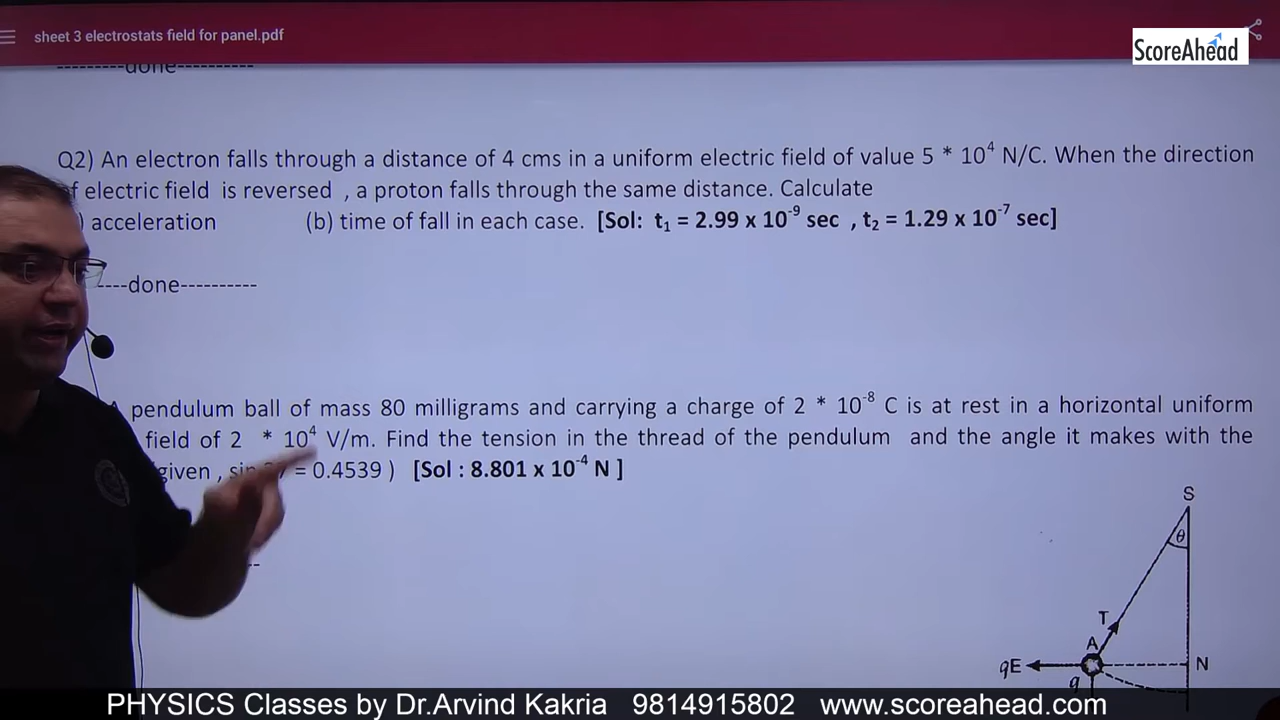 sheet 3 electrostats field for panel.pdf
ScoreAhead
---------done----------
Q2) An electron falls through a distance of 4 cms in a uniform electric field of value 5 * 10⁴ N/C. When the direction
of electric field is reversed , a proton falls through the same distance. Calculate
) acceleration (b) time of fall in each case. [Sol: t₁ = 2.99 x 10⁻⁹ sec , t₂ = 1.29 x 10⁻⁷ sec]
----done----------
A pendulum ball of mass 80 milligrams and carrying a charge of 2 * 10⁻⁸ C is at rest in a horizontal uniform
field of 2 * 10⁴ V/m. Find the tension in the thread of the pendulum and the angle it makes with the
given , sin 27 = 0.4539 ) [Sol : 8.801 x 10⁻⁴ N ]
S
θ
T
A
qE
N
q
PHYSICS Classes by Dr.Arvind Kakria 9814915802 www.scoreahead.com